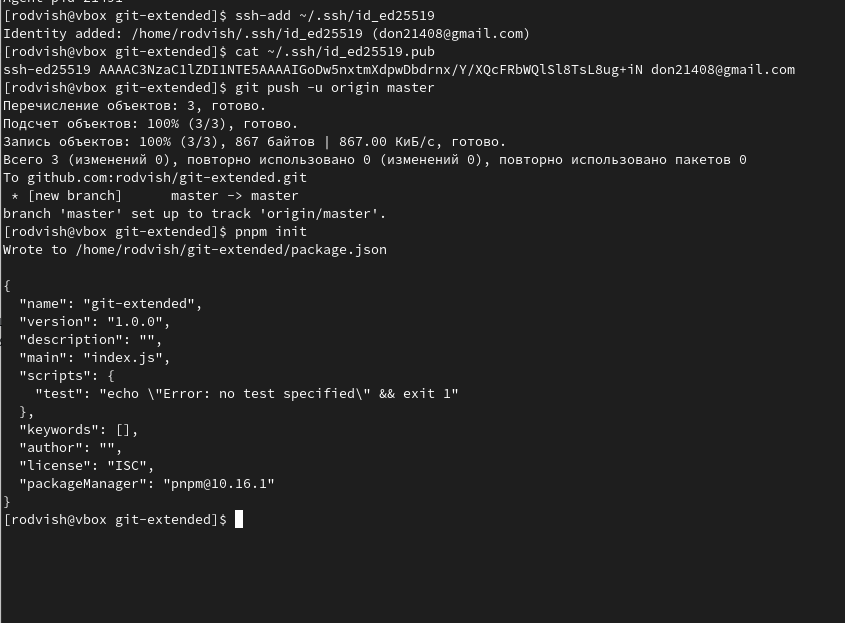 [rodvish@vbox git-extended]$ ssh-add ~/.ssh/id_ed25519
Identity added: /home/rodvish/.ssh/id_ed25519 (don21408@gmail.com)
[rodvish@vbox git-extended]$ cat ~/.ssh/id_ed25519.pub
ssh-ed25519 AAAAC3NzaC1lZDI1NTE5AAAAIGoDw5nxtmXdpwDbdrnx/Y/XQcFRbWQlSl8TsL8ug+iN don21408@gmail.com
[rodvish@vbox git-extended]$ git push -u origin master
Перечисление объектов: 3, готово.
Подсчет объектов: 100% (3/3), готово.
Запись объектов: 100% (3/3), 867 байтов | 867.00 КиБ/с, готово.
Всего 3 (изменений 0), повторно использовано 0 (изменений 0), повторно использовано пакетов 0
To github.com:rodvish/git-extended.git
 * [new branch]      master -> master
branch 'master' set up to track 'origin/master'.
[rodvish@vbox git-extended]$ pnpm init
Wrote to /home/rodvish/git-extended/package.json

{
  "name": "git-extended",
  "version": "1.0.0",
  "description": "",
  "main": "index.js",
  "scripts": {
    "test": "echo \"Error: no test specified\" && exit 1"
  },
  "keywords": [],
  "author": "",
  "license": "ISC",
  "packageManager": "pnpm@10.16.1"
}
[rodvish@vbox git-extended]$